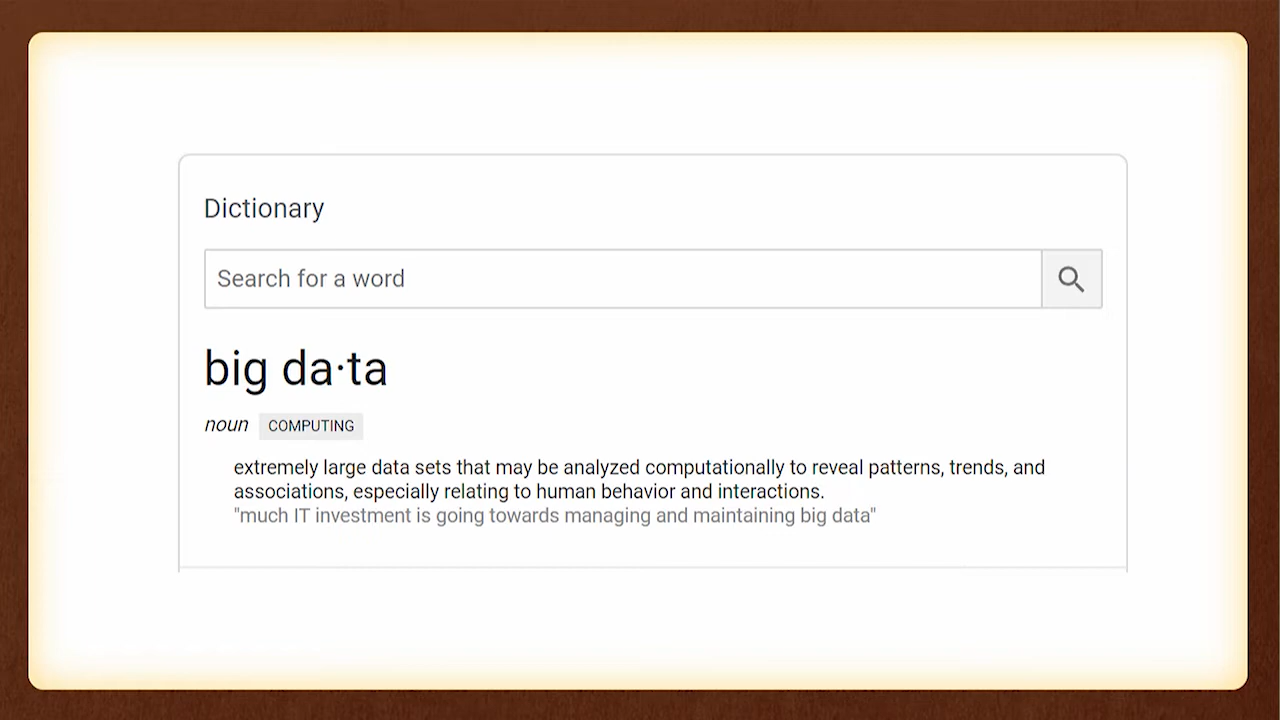 Dictionary
Search for a word
big da·ta
noun COMPUTING
extremely large data sets that may be analyzed computationally to reveal patterns, trends, and
associations, especially relating to human behavior and interactions.
"much IT investment is going towards managing and maintaining big data"